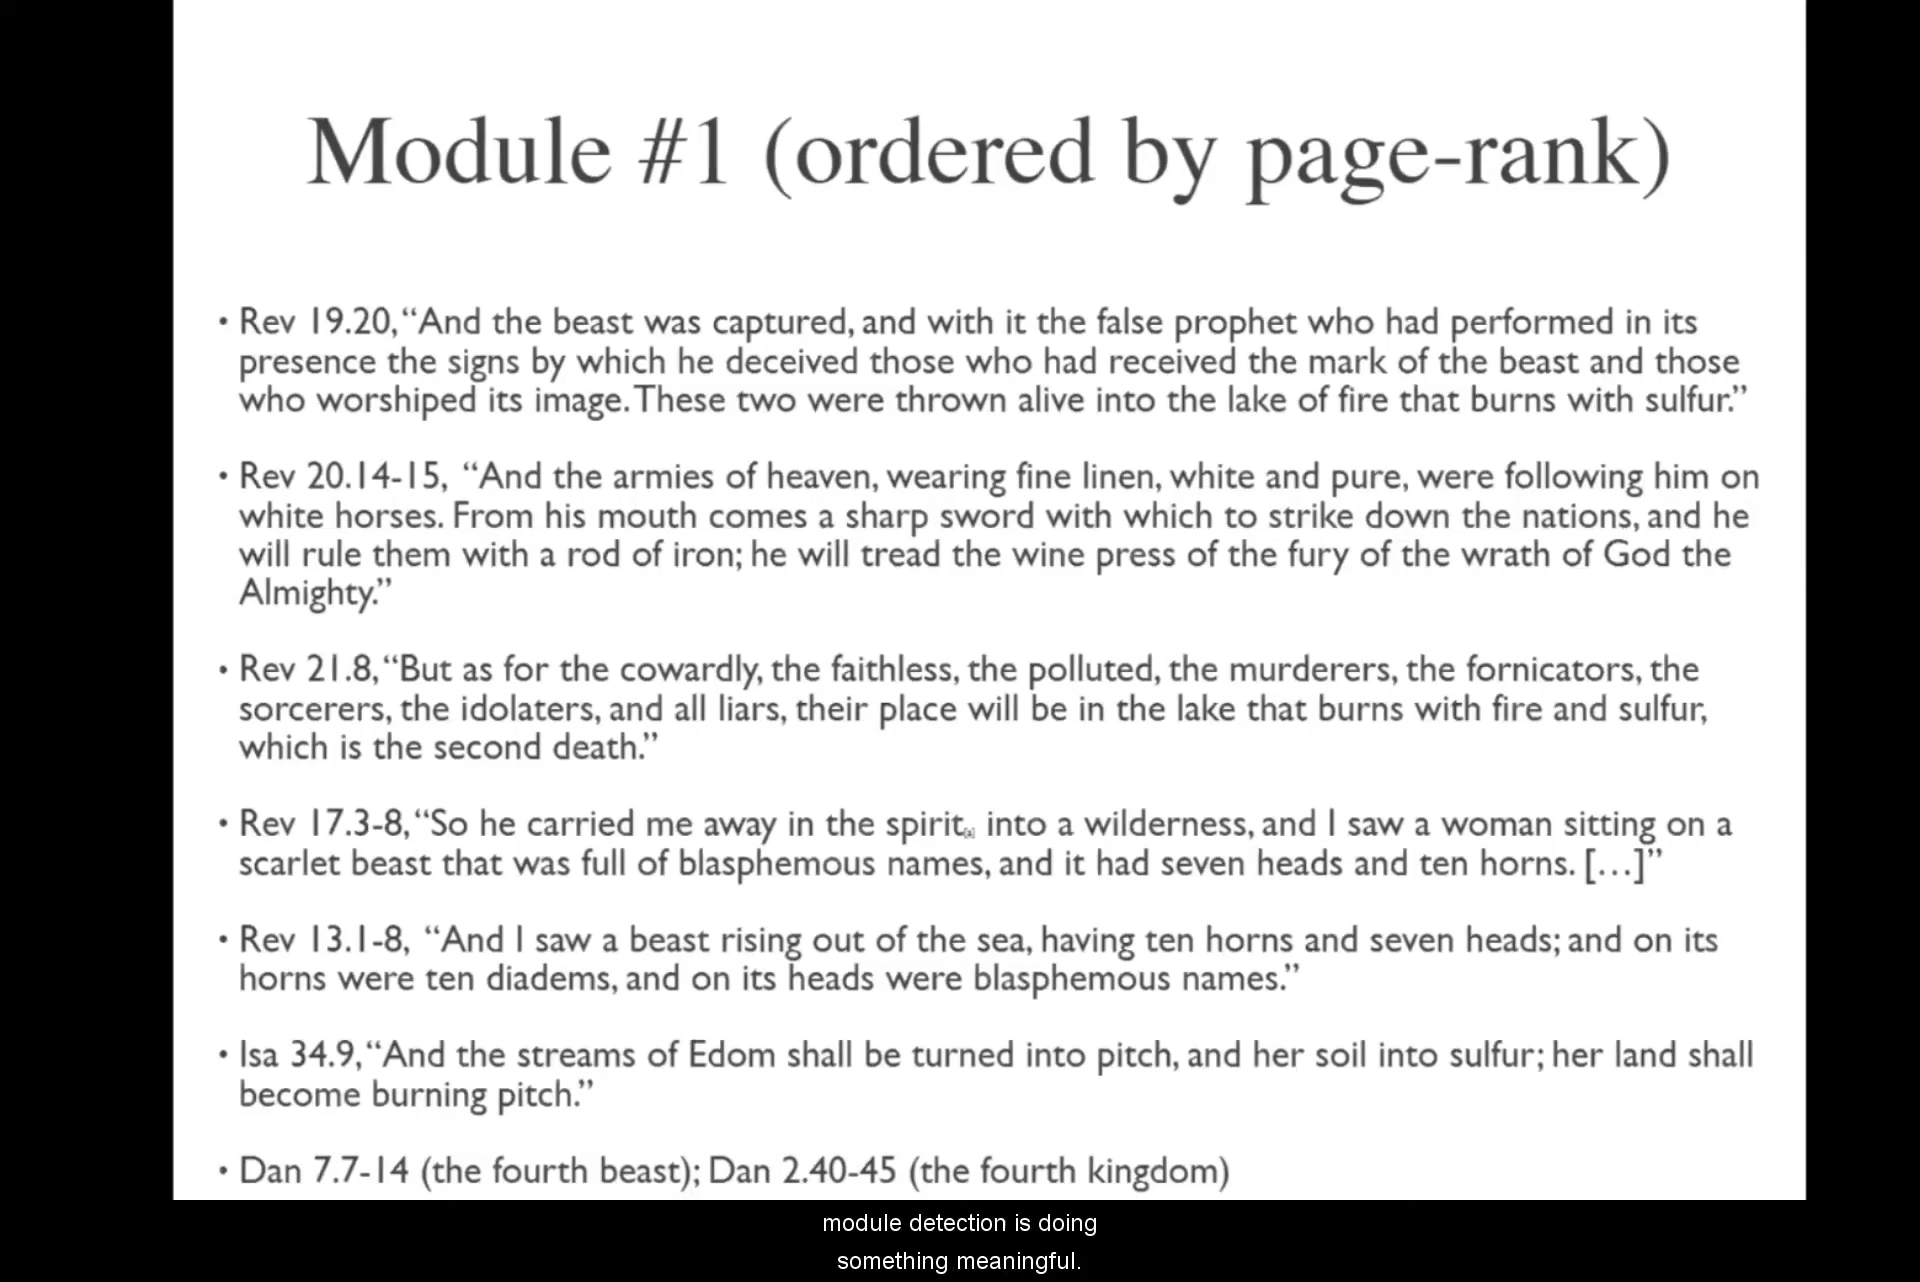 Module #1 (ordered by page-rank)
• Rev 19.20, “And the beast was captured, and with it the false prophet who had performed in its
presence the signs by which he deceived those who had received the mark of the beast and those
who worshiped its image. These two were thrown alive into the lake of fire that burns with sulfur.”
• Rev 20.14-15, “And the armies of heaven, wearing fine linen, white and pure, were following him on
white horses. From his mouth comes a sharp sword with which to strike down the nations, and he
will rule them with a rod of iron; he will tread the wine press of the fury of the wrath of God the
Almighty.”
• Rev 21.8, “But as for the cowardly, the faithless, the polluted, the murderers, the fornicators, the
sorcerers, the idolaters, and all liars, their place will be in the lake that burns with fire and sulfur,
which is the second death.”
• Rev 17.3-8, “So he carried me away in the spirit, into a wilderness, and I saw a woman sitting on a
scarlet beast that was full of blasphemous names, and it had seven heads and ten horns. […]”
• Rev 13.1-8, “And I saw a beast rising out of the sea, having ten horns and seven heads; and on its
horns were ten diadems, and on its heads were blasphemous names.”
• Isa 34.9, “And the streams of Edom shall be turned into pitch, and her soil into sulfur; her land shall
become burning pitch.”
• Dan 7.7-14 (the fourth beast); Dan 2.40-45 (the fourth kingdom)
module detection is doing
something meaningful.